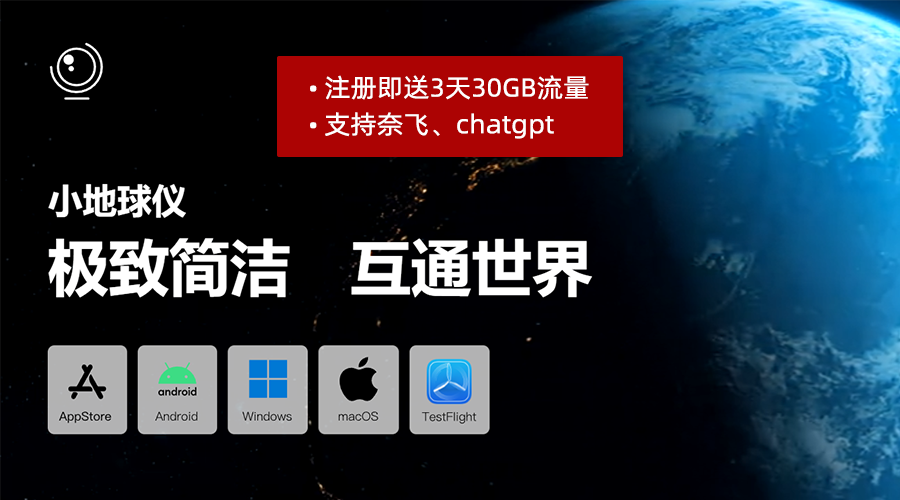 • 注册即送3天30GB流量
• 支持奈飞、chatgpt
小地球仪
极致简洁 互通世界
AppStore
android
Android
Windows
macOS
TestFlight